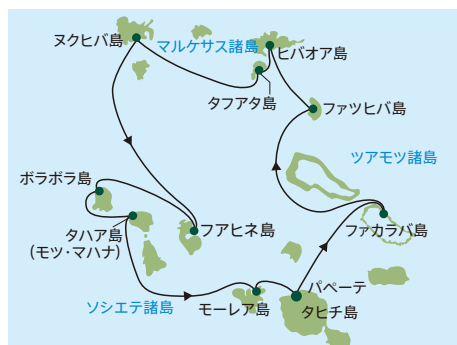 ヌクヒバ島
マルケサス諸島
ヒバオア島
タフアタ島
ファツヒバ島
ツアモツ諸島
ボラボラ島
タハア島
(モツ・マハナ)
フアヒネ島
ファカラバ島
ソシエテ諸島
モーレア島
パペーテ
タヒチ島